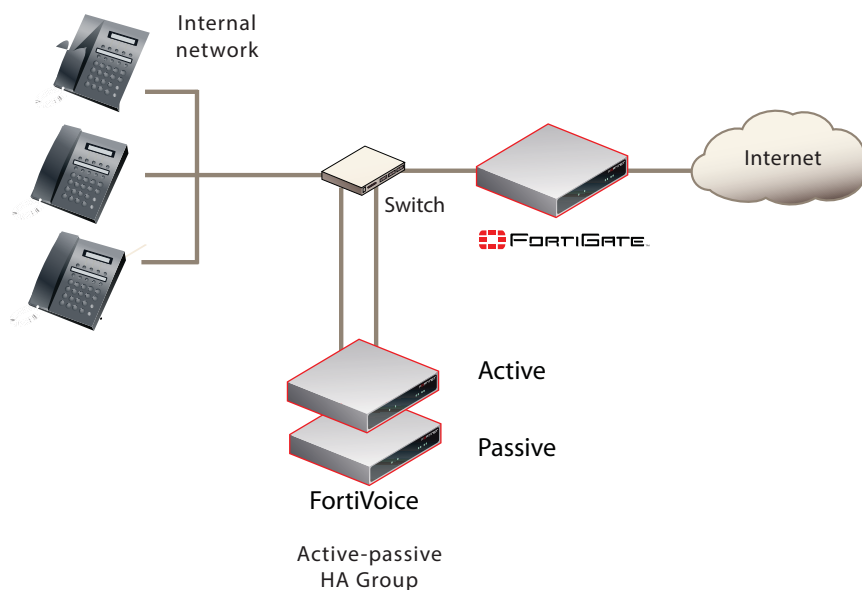 Internal
network
Switch
FORTIGATE
Internet
Active
Passive
FortiVoice
Active-passive
HA Group